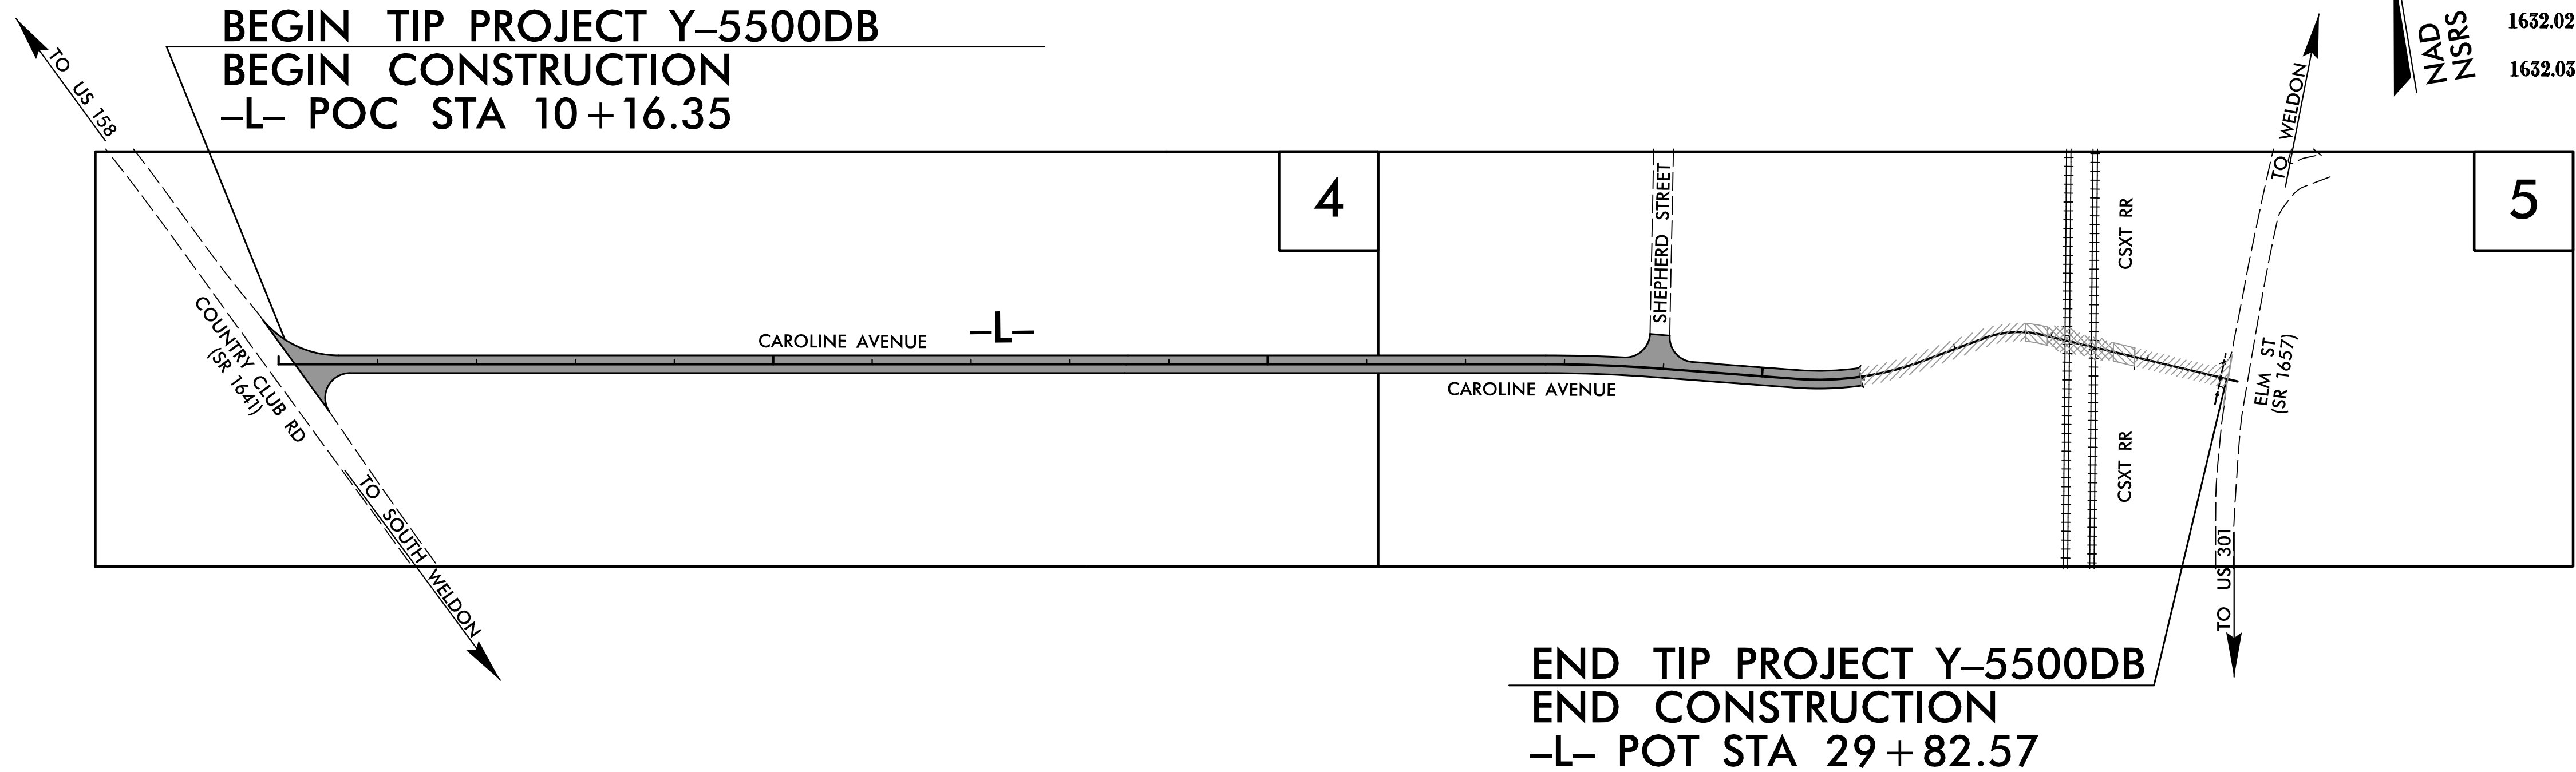 BEGIN TIP PROJECT Y–5500DB
BEGIN CONSTRUCTION
–L– POC STA 10+16.35
NAD
NSRS
1632.02
1632.03
TO US 158
TO WELDON
4
5
SHEPHERD STREET
CSXT RR
COUNTRY CLUB RD
(SR 1641)
CAROLINE AVENUE
–L–
CAROLINE AVENUE
ELM ST
(SR 1657)
CSXT RR
TO SOUTH WELDON
TO US 301
END TIP PROJECT Y–5500DB
END CONSTRUCTION
–L– POT STA 29+82.57